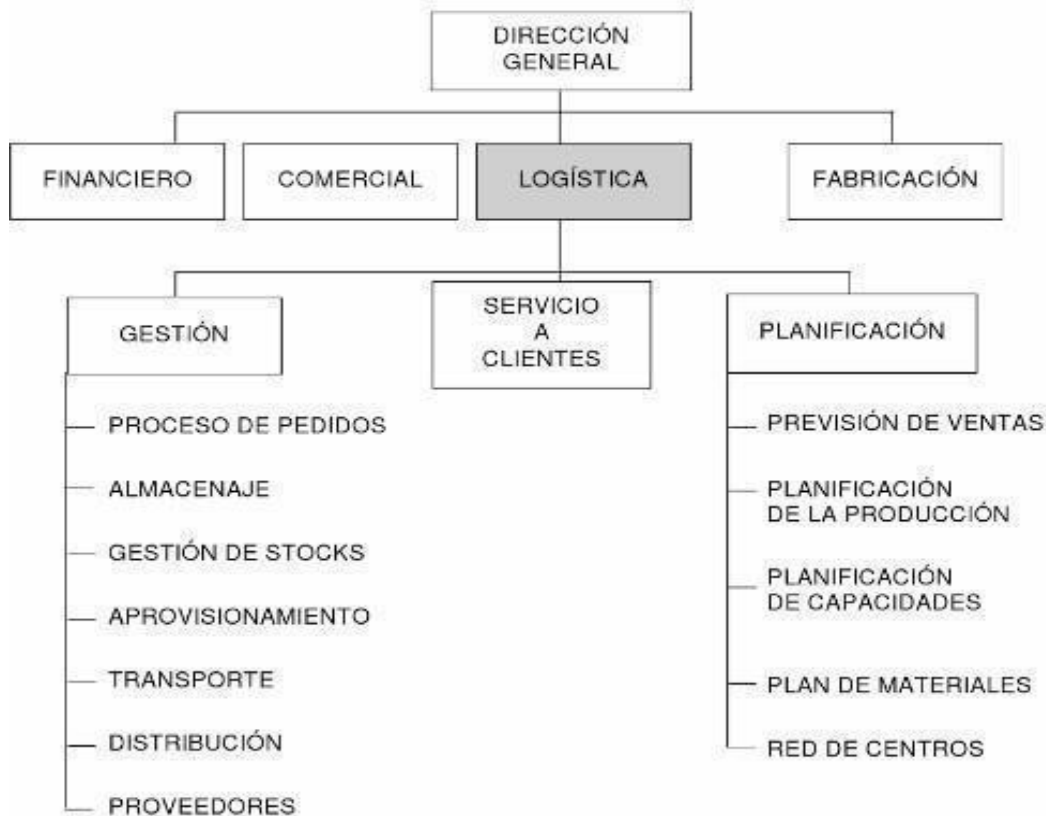 DIRECCIÓN
GENERAL
FINANCIERO
COMERCIAL
LOGÍSTICA
FABRICACIÓN
GESTIÓN
SERVICIO
A
CLIENTES
PLANIFICACIÓN
PROCESO DE PEDIDOS
ALMACENAJE
GESTIÓN DE STOCKS
APROVISIONAMIENTO
TRANSPORTE
DISTRIBUCIÓN
PROVEEDORES
PREVISIÓN DE VENTAS
PLANIFICACIÓN
DE LA PRODUCCIÓN
PLANIFICACIÓN
DE CAPACIDADES
PLAN DE MATERIALES
RED DE CENTROS